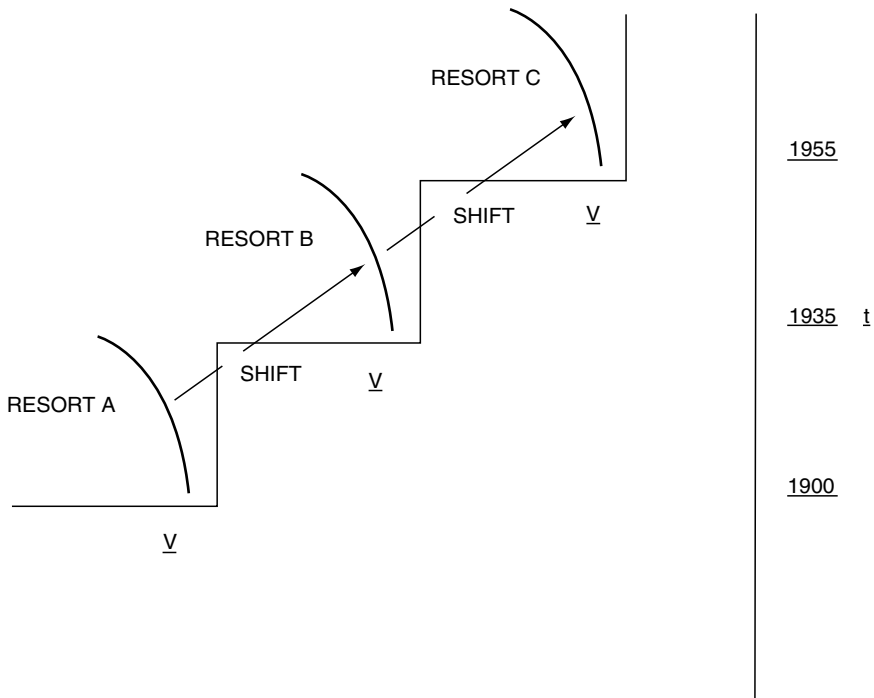 RESORT C
1955
SHIFT
V
RESORT B
1935 t
SHIFT
V
RESORT A
1900
V